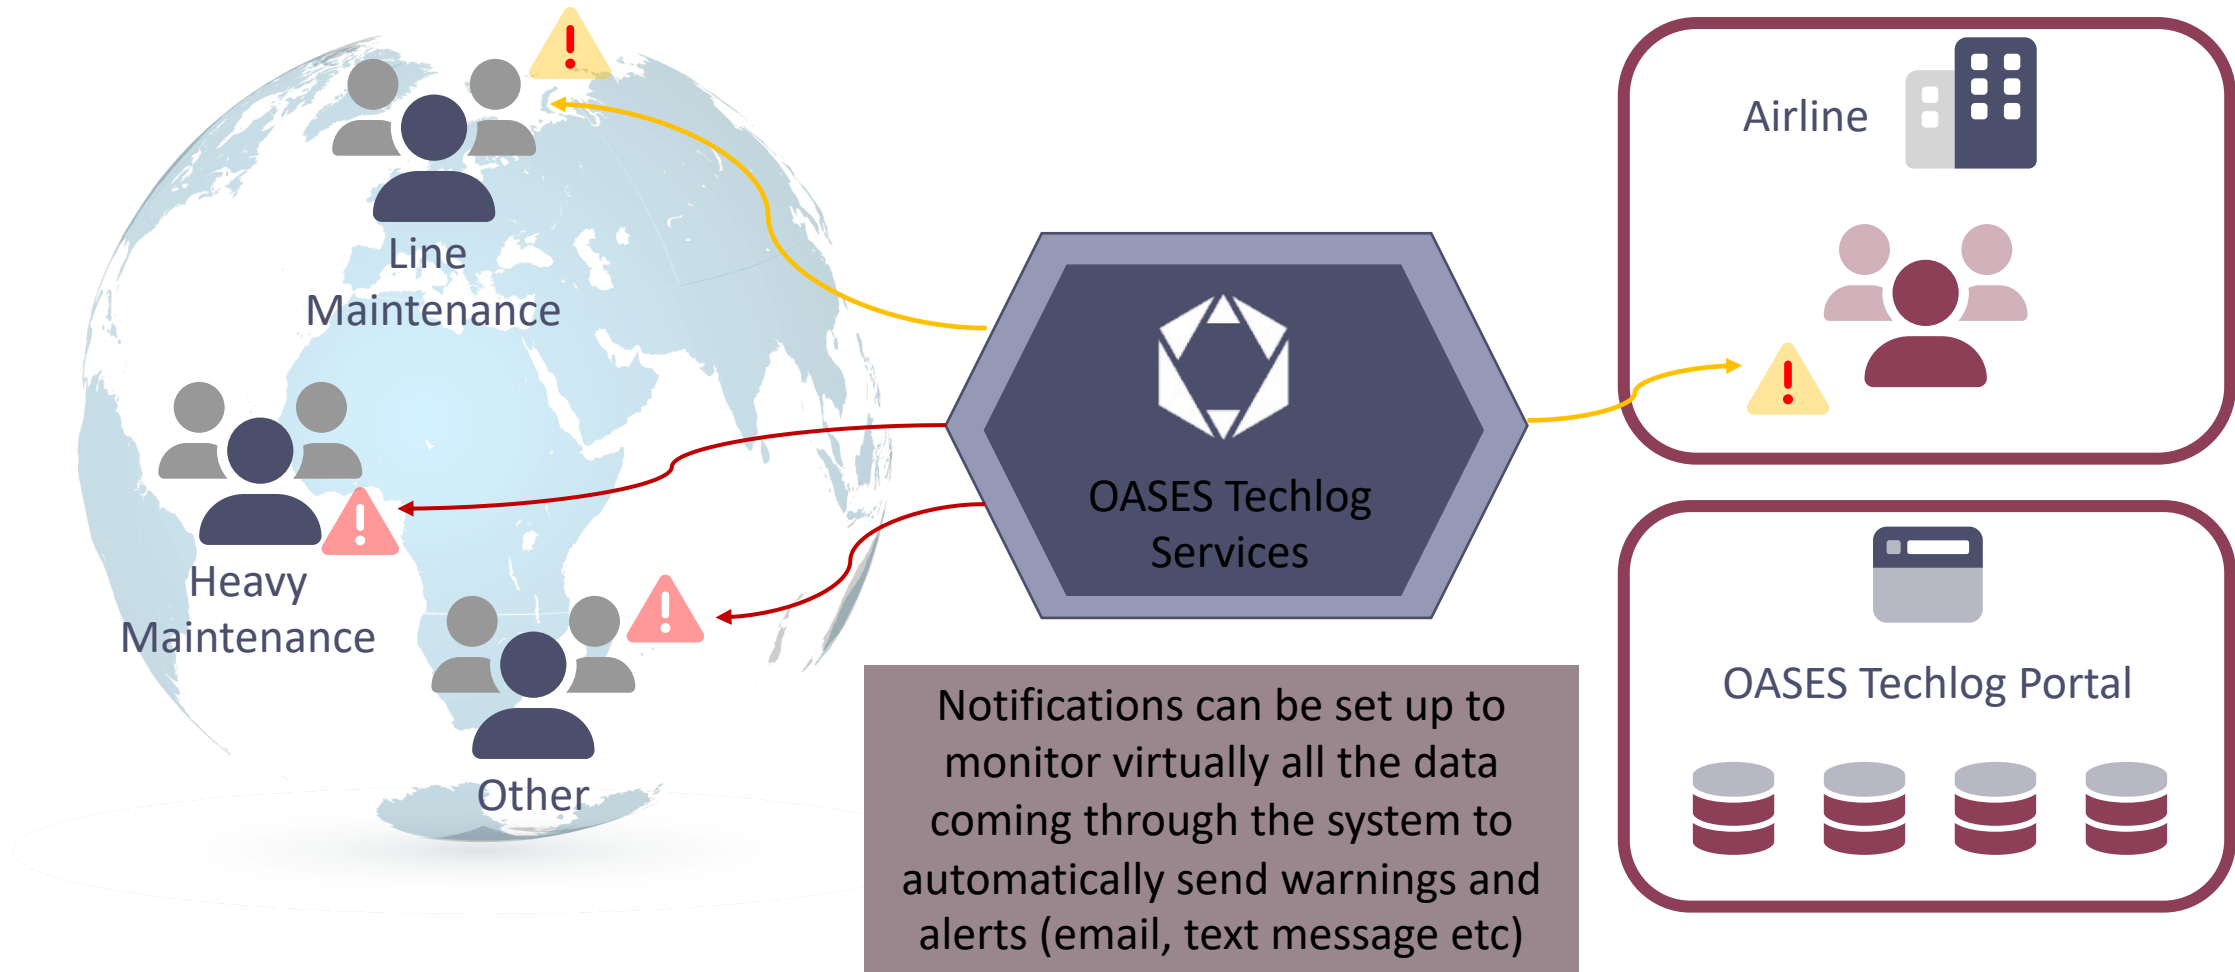 Line
Maintenance
Heavy
Maintenance
Other
OASES Techlog
Services
Notifications can be set up to
monitor virtually all the data
coming through the system to
automatically send warnings and
alerts (email, text message etc)
Airline
OASES Techlog Portal